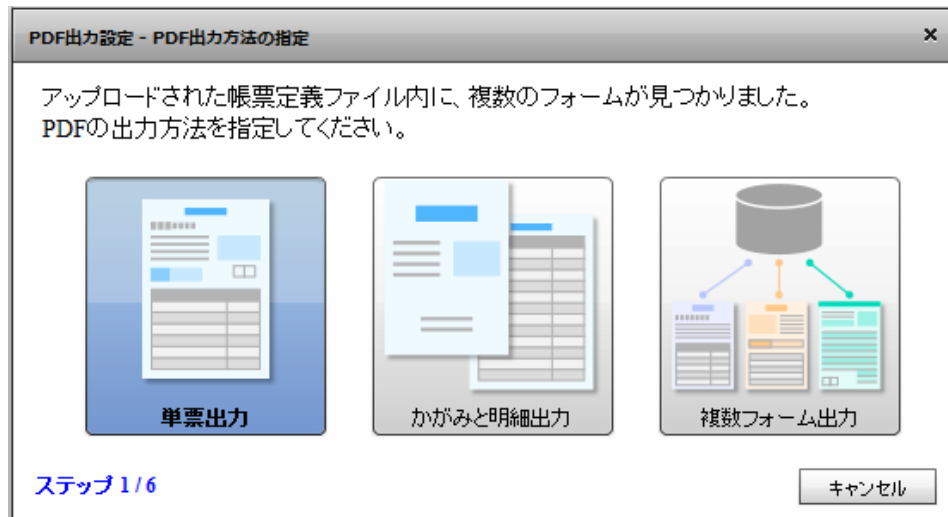 PDF出力設定 - PDF出力方法の指定
×
アップロードされた帳票定義ファイル内に、複数のフォームが見つかりました。
PDFの出力方法を指定してください。
単票出力
かがみと明細出力
複数フォーム出力
ステップ 1 / 6
キャンセル